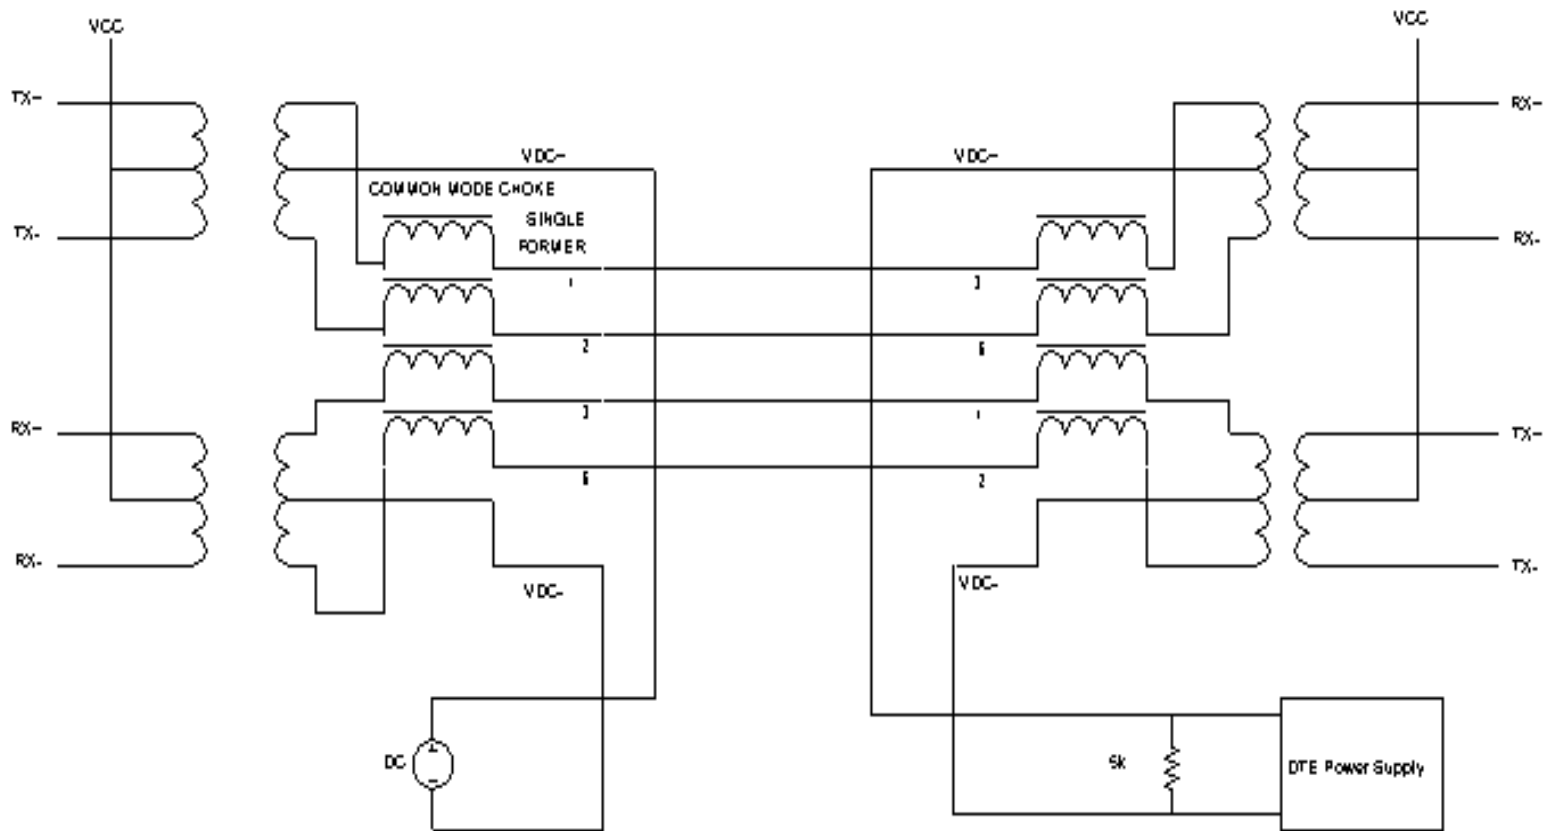 VCC
VCC
TX-
RX-
VDC-
VDC-
COMMON MODE CHOKE
SINGLE
FORMER
TX-
RX-
1
3
2
6
3
1
RX-
TX-
6
2
RX-
TX-
VDC-
VDC-
DC
5k
DTE Power Supply